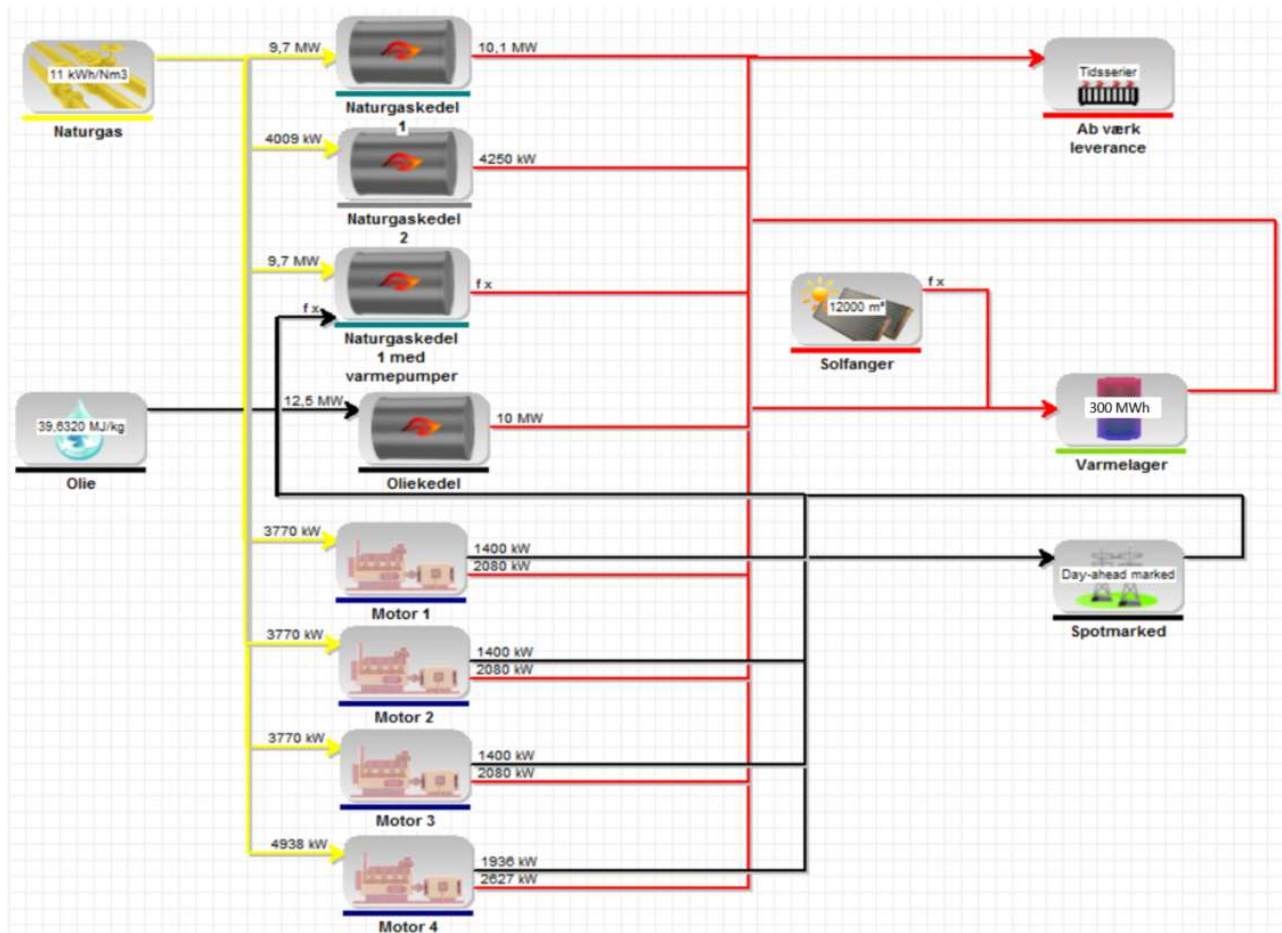 9,7 MW
10,1 MW
11 kWh/Nm3
Naturgas
Naturgaskedel
1
Tidsserier
Ab værk
leverance
4009 kW
4250 kW
Naturgaskedel
2
9,7 MW
f x
f x
Naturgaskedel
1 med
varmepumper
f x
12000 m²
Solfanger
12,5 MW
10 MW
39,6320 MJ/kg
Olie
Oliekedel
300 MWh
Varmelager
3770 kW
1400 kW
2080 kW
Motor 1
Day-ahead marked
Spotmarked
3770 kW
1400 kW
2080 kW
Motor 2
3770 kW
1400 kW
2080 kW
Motor 3
4938 kW
1936 kW
2627 kW
Motor 4